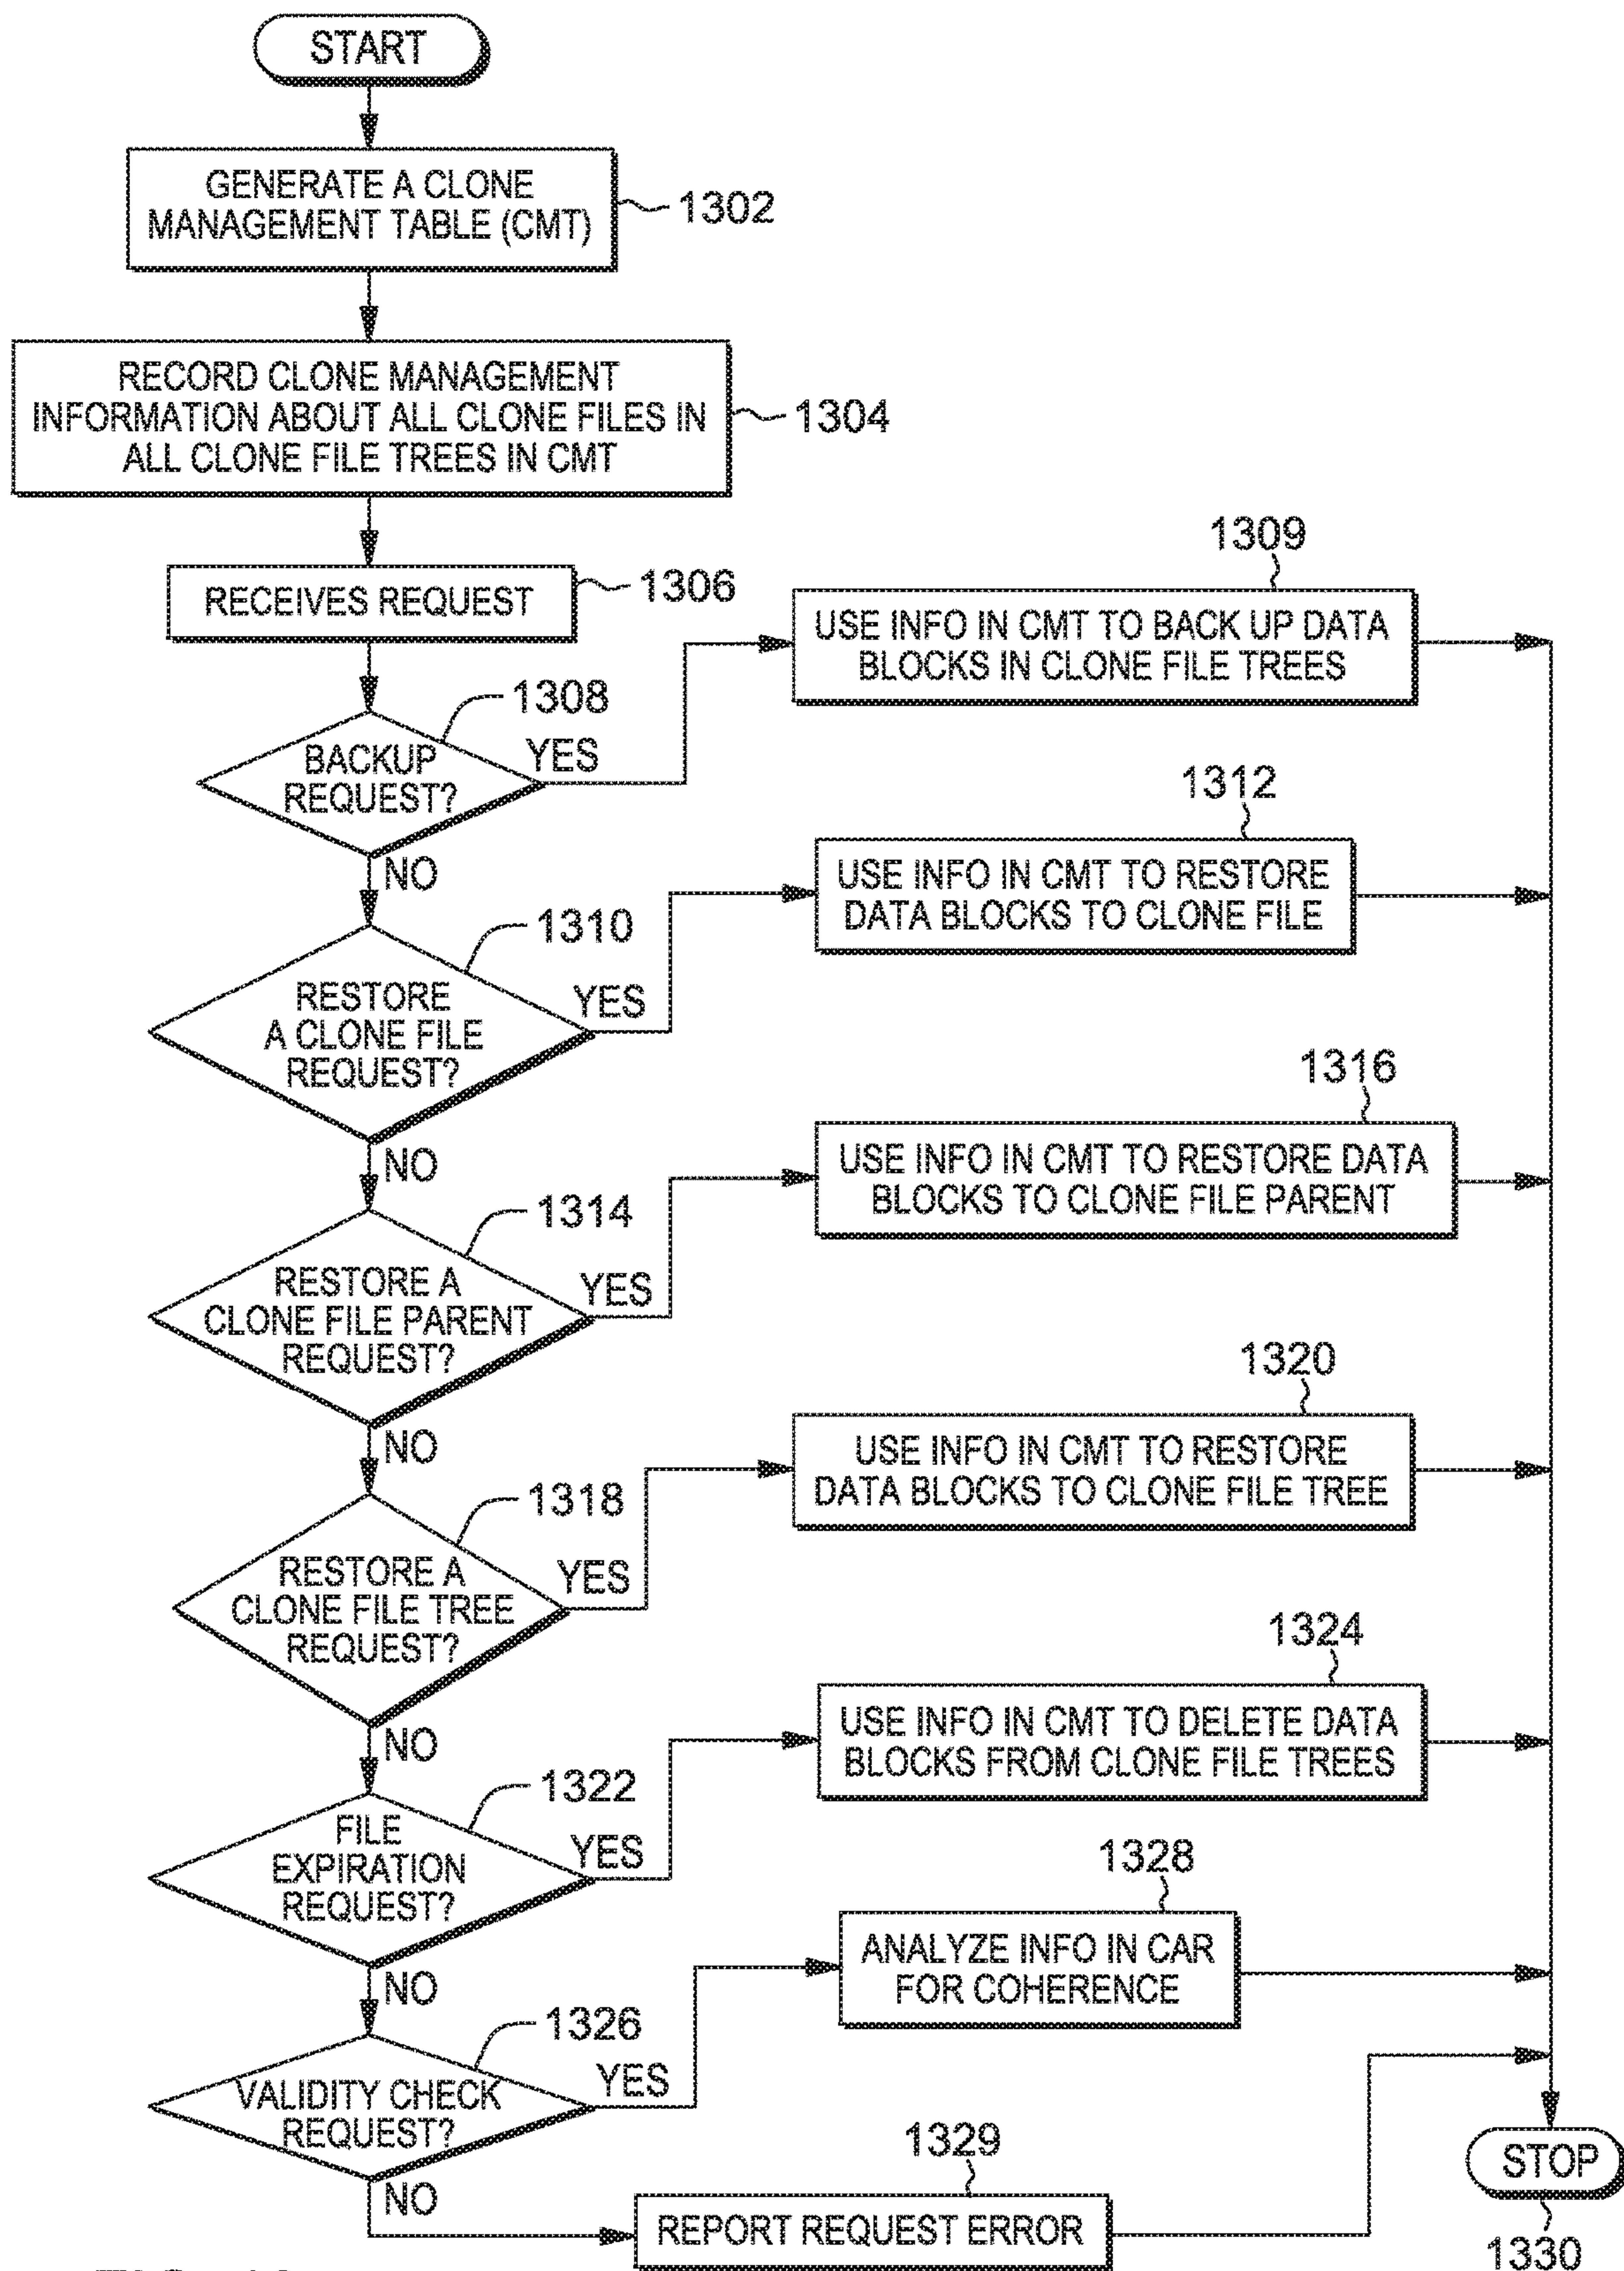 START
GENERATE A CLONE
MANAGEMENT TABLE (CMT)
1302
RECORD CLONE MANAGEMENT
INFORMATION ABOUT ALL CLONE FILES IN
ALL CLONE FILE TREES IN CMT
1304
RECEIVES REQUEST
1306
1309
USE INFO IN CMT TO BACK UP DATA
BLOCKS IN CLONE FILE TREES
1308
BACKUP
REQUEST?
YES
NO
1312
USE INFO IN CMT TO RESTORE
DATA BLOCKS TO CLONE FILE
1310
RESTORE
A CLONE FILE
REQUEST?
YES
NO
1316
USE INFO IN CMT TO RESTORE DATA
BLOCKS TO CLONE FILE PARENT
1314
RESTORE A
CLONE FILE PARENT
REQUEST?
YES
NO
1320
USE INFO IN CMT TO RESTORE
DATA BLOCKS TO CLONE FILE TREE
1318
RESTORE A
CLONE FILE TREE
REQUEST?
YES
NO
1324
USE INFO IN CMT TO DELETE DATA
BLOCKS FROM CLONE FILE TREES
1322
FILE
EXPIRATION
REQUEST?
YES
NO
1328
ANALYZE INFO IN CAR
FOR COHERENCE
1326
VALIDITY CHECK
REQUEST?
YES
NO
1329
REPORT REQUEST ERROR
STOP
1330